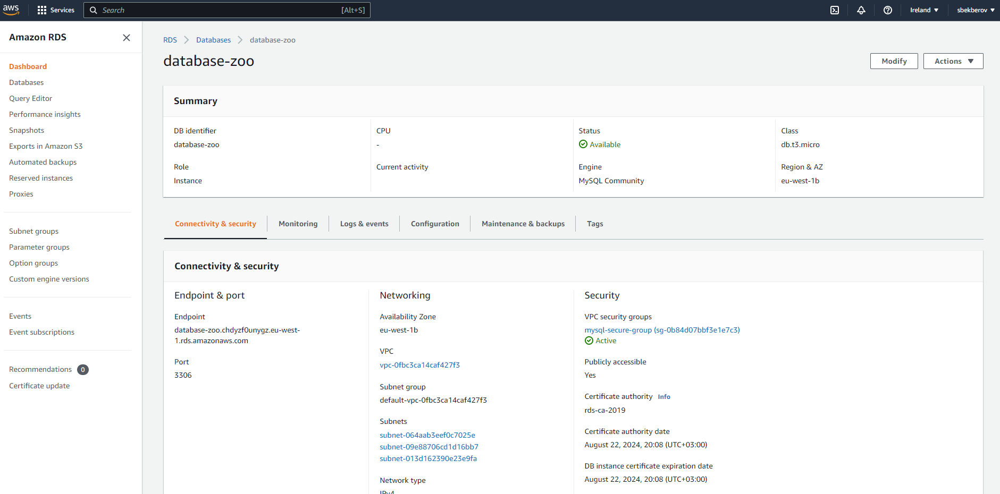 aws
Services
Search
[Alt+S]
Ireland
sbekberov
Amazon RDS
Dashboard
Databases
Query Editor
Performance insights
Snapshots
Exports in Amazon S3
Automated backups
Reserved instances
Proxies
Subnet groups
Parameter groups
Option groups
Custom engine versions
Events
Event subscriptions
Recommendations 0
Certificate update
RDS
Databases
database-zoo
database-zoo
Modify
Actions
Summary
DB identifier
database-zoo
CPU
-
Status
Available
Class
db.t3.micro
Role
Instance
Current activity
Engine
MySQL Community
Region & AZ
eu-west-1b
Connectivity & security
Monitoring
Logs & events
Configuration
Maintenance & backups
Tags
Connectivity & security
Endpoint & port
Endpoint
database-zoo.chdyzf0unygz.eu-west-
1.rds.amazonaws.com
Port
3306
Networking
Availability Zone
eu-west-1b
VPC
vpc-0fbc3ca14caf427f3
Subnet group
default-vpc-0fbc3ca14caf427f3
Subnets
subnet-064aab3eef0c7025e
subnet-09e88706cd1d16bb7
subnet-013d162390e23e9fa
Network type
IPv4
Security
VPC security groups
mysql-secure-group (sg-0b84d07bbf3e1e7c3)
Active
Publicly accessible
Yes
Certificate authority Info
rds-ca-2019
Certificate authority date
August 22, 2024, 20:08 (UTC+03:00)
DB instance certificate expiration date
August 22, 2024, 20:08 (UTC+03:00)